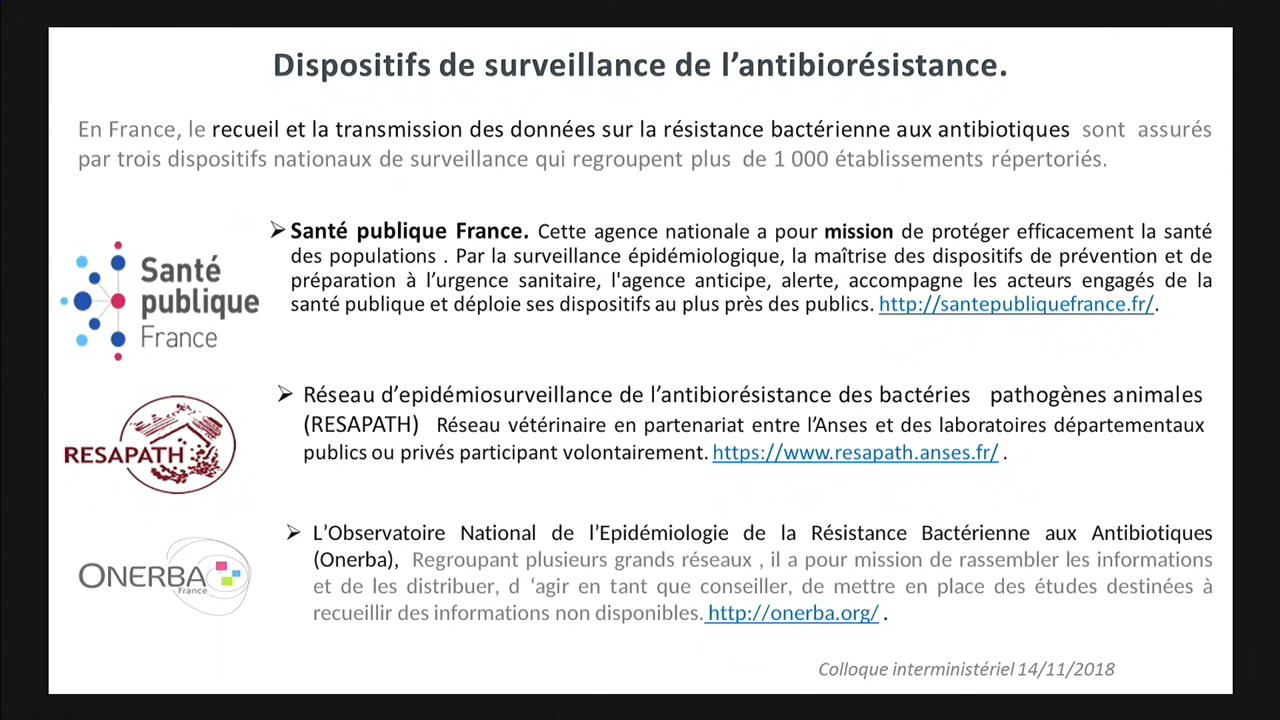 Dispositifs de surveillance de l’antibiorésistance.
En France, le recueil et la transmission des données sur la résistance bactérienne aux antibiotiques sont assurés
par trois dispositifs nationaux de surveillance qui regroupent plus de 1 000 établissements répertoriés.
➢Santé publique France. Cette agence nationale a pour mission de protéger efficacement la santé
des populations . Par la surveillance épidémiologique, la maîtrise des dispositifs de prévention et de
préparation à l’urgence sanitaire, l'agence anticipe, alerte, accompagne les acteurs engagés de la
santé publique et déploie ses dispositifs au plus près des publics. http://santepubliquefrance.fr/.
Santé
publique
France
➢ Réseau d’epidémiosurveillance de l’antibiorésistance des bactéries pathogènes animales
(RESAPATH) Réseau vétérinaire en partenariat entre l’Anses et des laboratoires départementaux
publics ou privés participant volontairement. https://www.resapath.anses.fr/ .
RESAPATH
➢ L’Observatoire National de l’Epidémiologie de la Résistance Bactérienne aux Antibiotiques
(Onerba), Regroupant plusieurs grands réseaux , il a pour mission de rassembler les informations
et de les distribuer, d ‘agir en tant que conseiller, de mettre en place des études destinées à
recueillir des informations non disponibles. http://onerba.org/ .
ONERBA
France
Colloque interministériel 14/11/2018